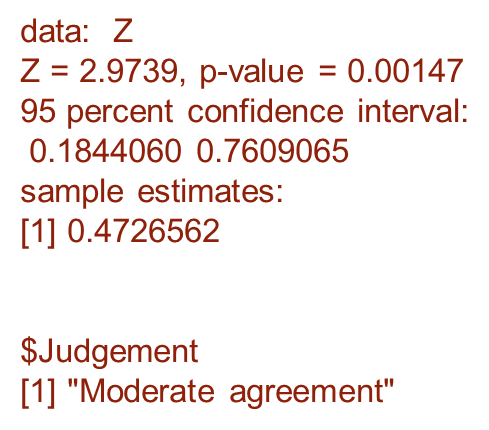 data: Z
Z = 2.9739, p-value = 0.00147
95 percent confidence interval:
0.1844060 0.7609065
sample estimates:
[1] 0.4726562
$Judgement
[1] "Moderate agreement"